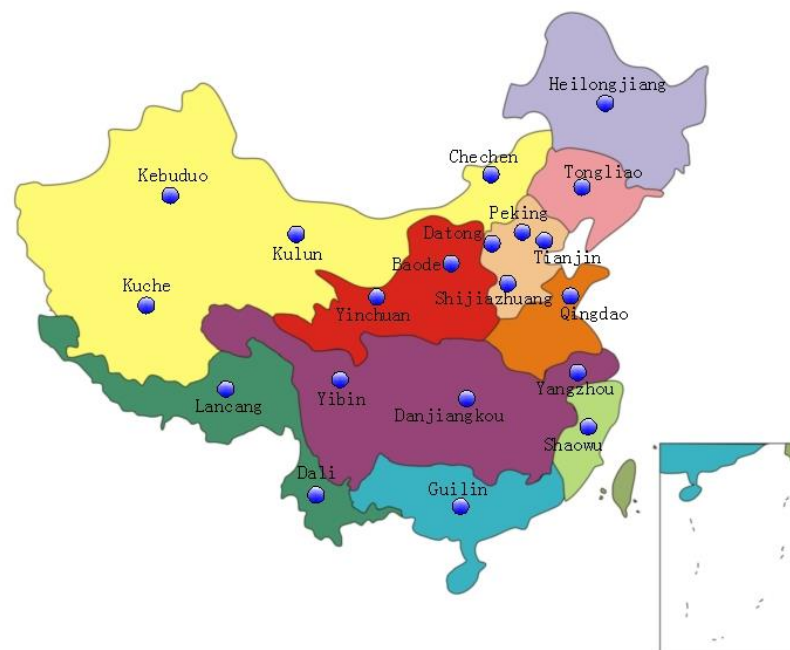 Heilongjiang
Chechen
Tongliao
Kebuduo
Peking
Datong
Kulun
Tianjin
Baode
Kuche
Shijiazhuang
Yinchuan
Qingdao
Yangzhou
Yibin
Lancang
Danjiangkou
Shaowu
Dali
Guilin